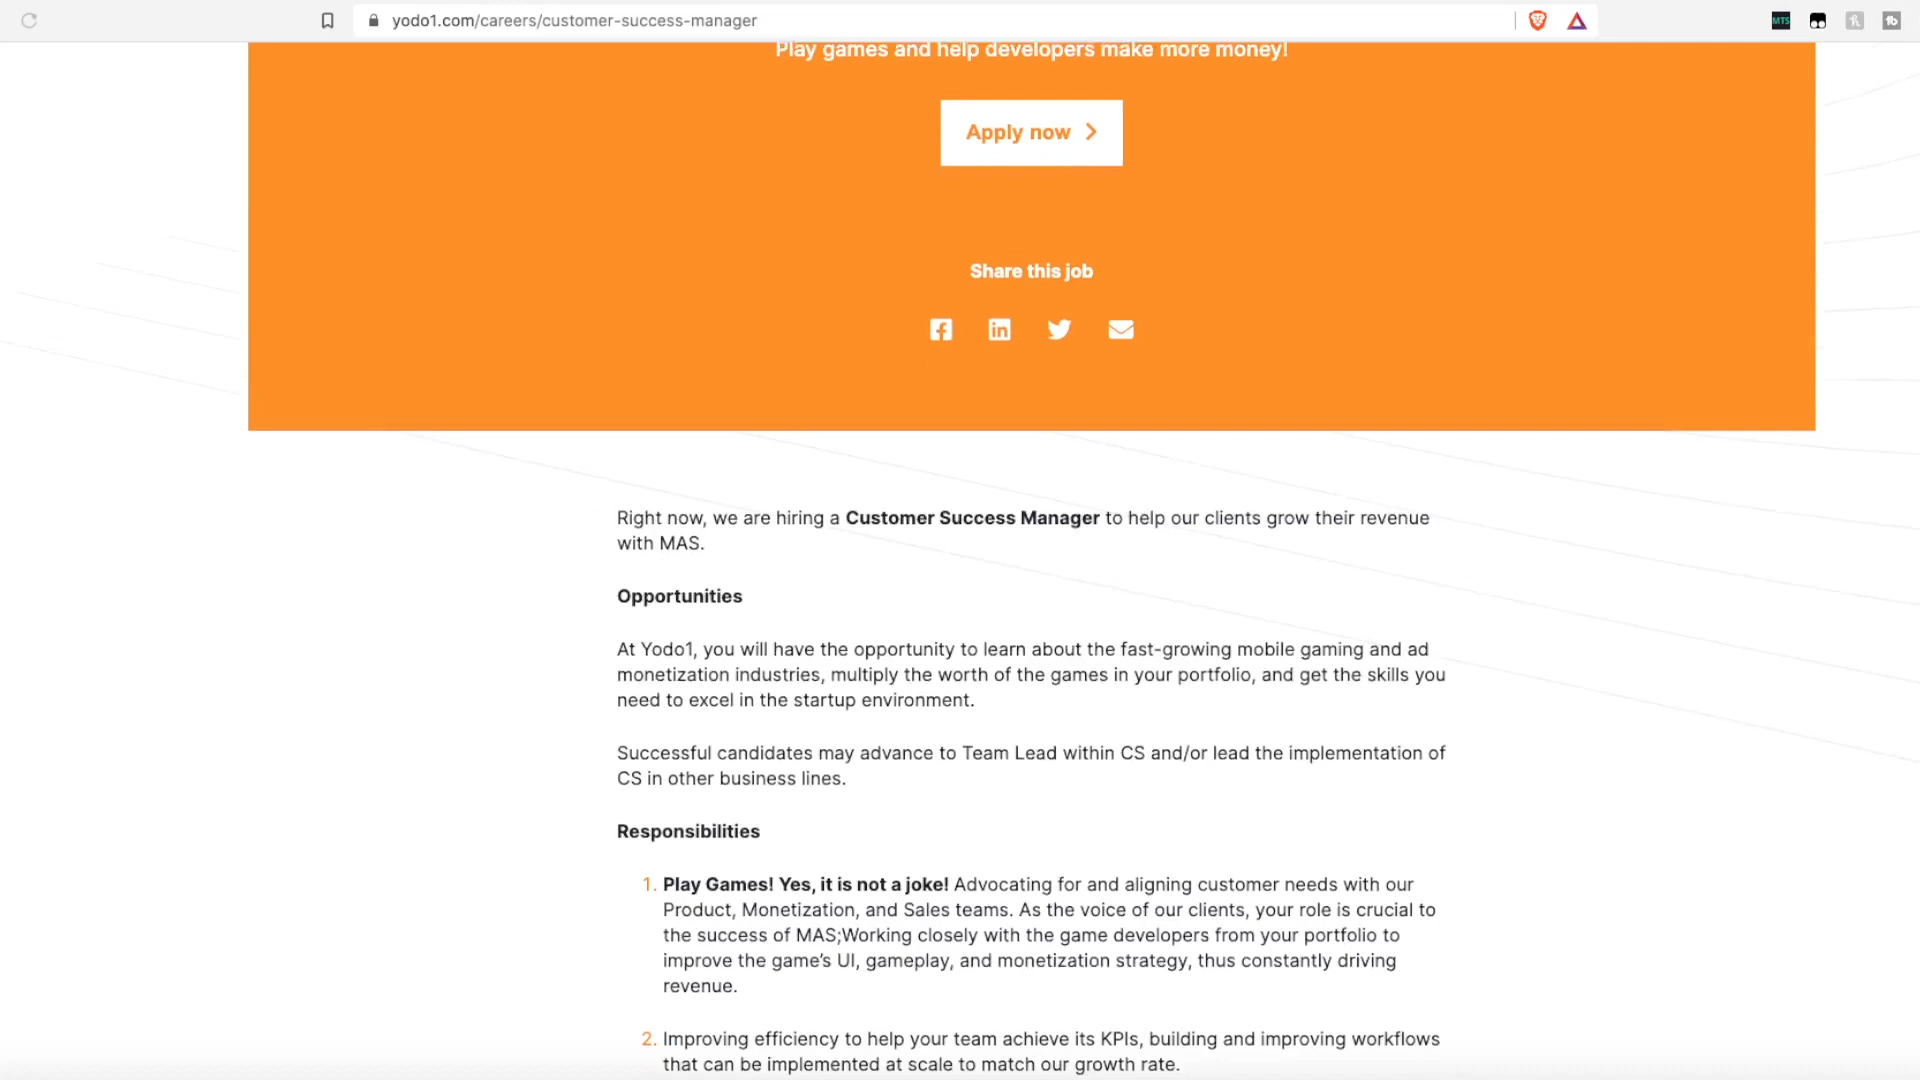 yodo1.com/careers/customer-success-manager
MTS
Play games and help developers make more money!
Apply now
Share this job
Right now, we are hiring a Customer Success Manager to help our clients grow their revenue
with MAS.
Opportunities
At Yodo1, you will have the opportunity to learn about the fast-growing mobile gaming and ad
monetization industries, multiply the worth of the games in your portfolio, and get the skills you
need to excel in the startup environment.
Successful candidates may advance to Team Lead within CS and/or lead the implementation of
CS in other business lines.
Responsibilities
1. Play Games! Yes, it is not a joke! Advocating for and aligning customer needs with our
Product, Monetization, and Sales teams. As the voice of our clients, your role is crucial to
the success of MAS;Working closely with the game developers from your portfolio to
improve the game’s UI, gameplay, and monetization strategy, thus constantly driving
revenue.
2. Improving efficiency to help your team achieve its KPIs, building and improving workflows
that can be implemented at scale to match our growth rate.